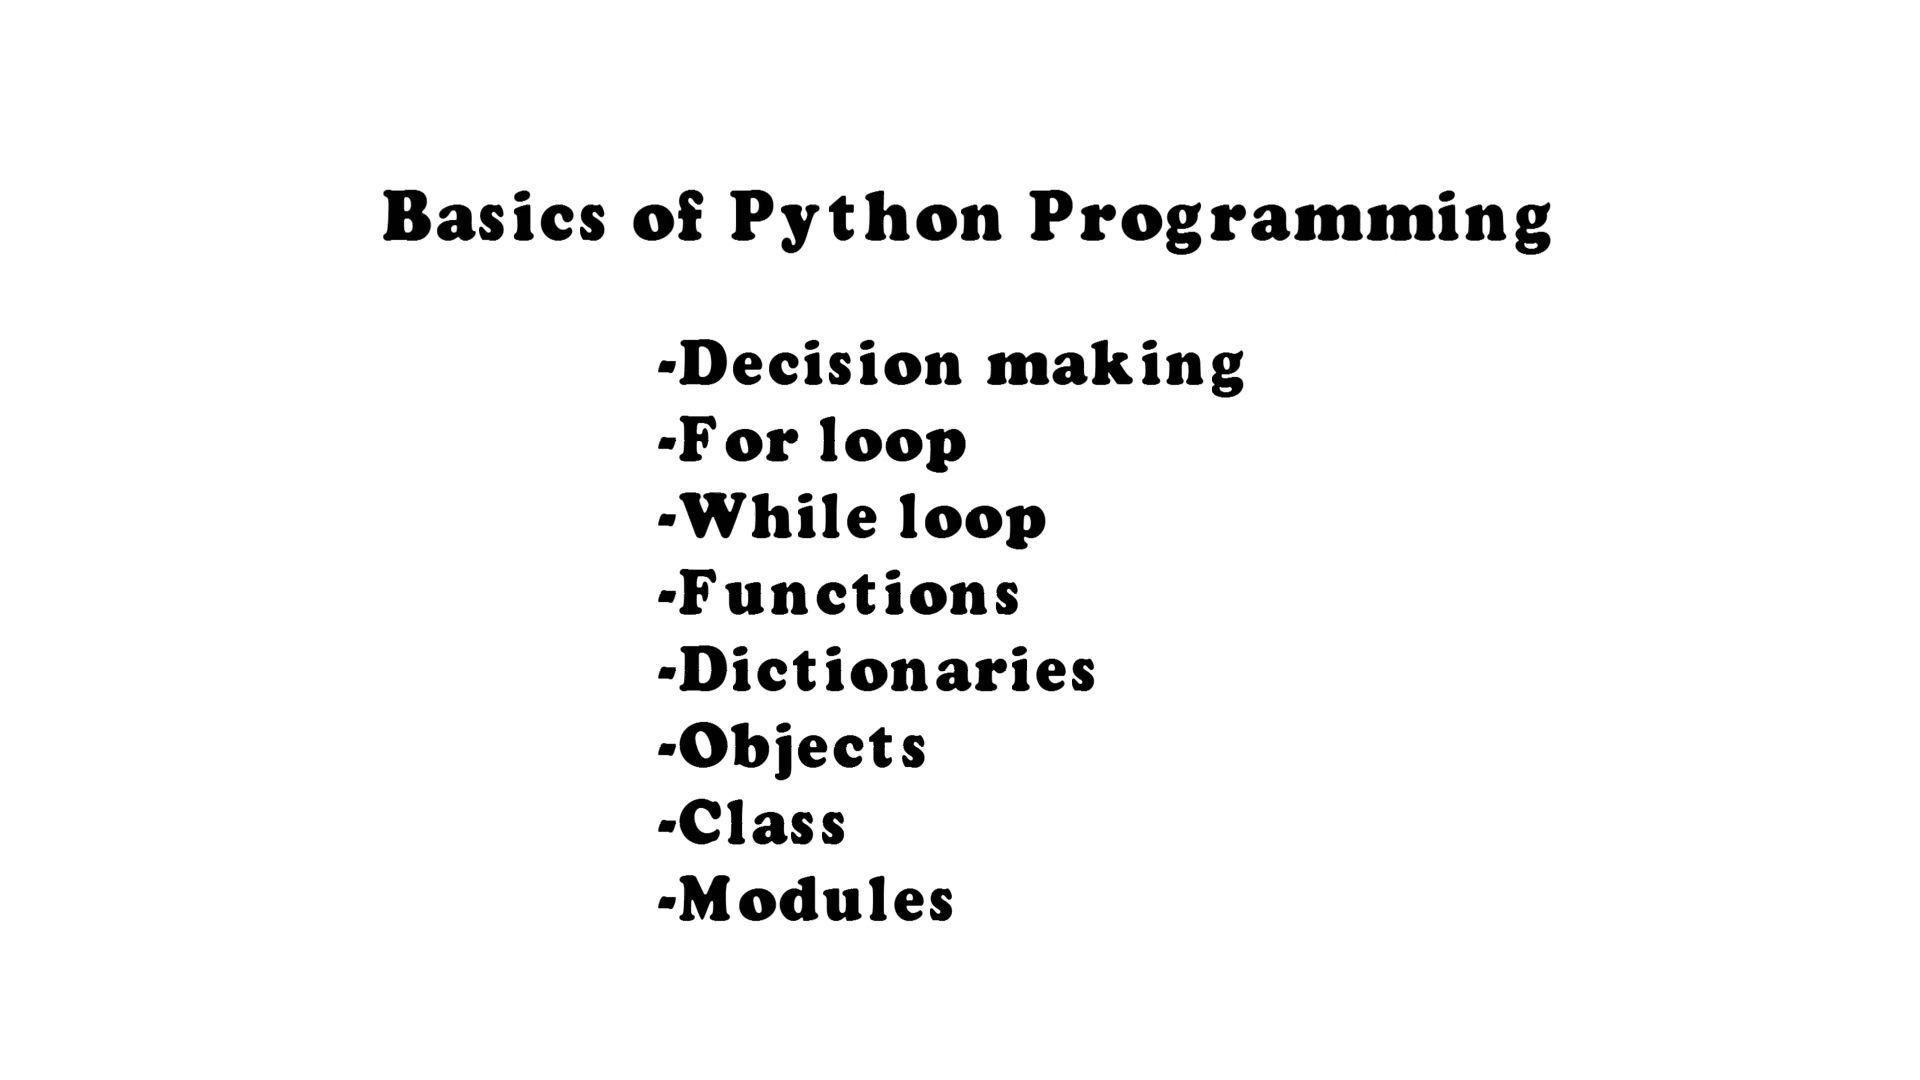 Basics of Python Programming
-Decision making
-For loop
-While loop
-Functions
-Dictionaries
-Objects
-Class
-Modules